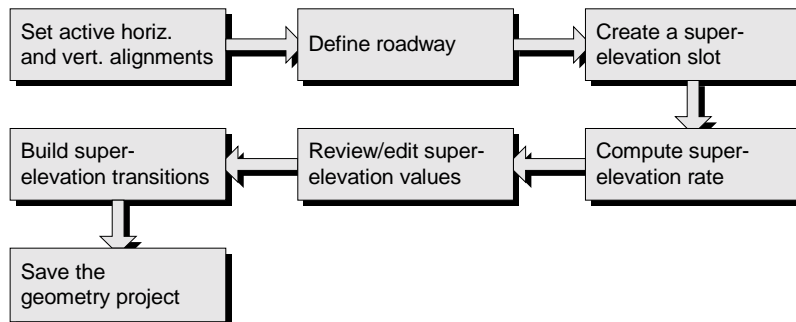 Set active horiz.
and vert. alignments
Define roadway
Create a super-
elevation slot
Compute super-
elevation rate
Review/edit super-
elevation values
Build super-
elevation transitions
Save the
geometry project